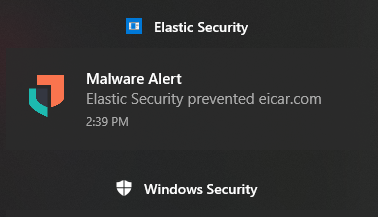 Elastic Security
Malware Alert
Elastic Security prevented eicar.com
2:39 PM
Windows Security